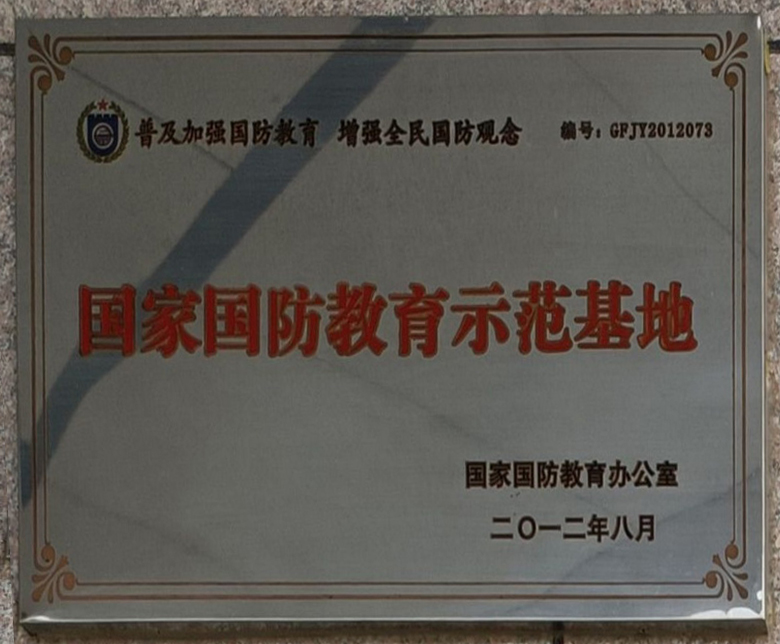 普及加强国防教育 增强全民国防观念 编号：GFJY2012073
国家国防教育示范基地
国家国防教育办公室
二〇一二年八月